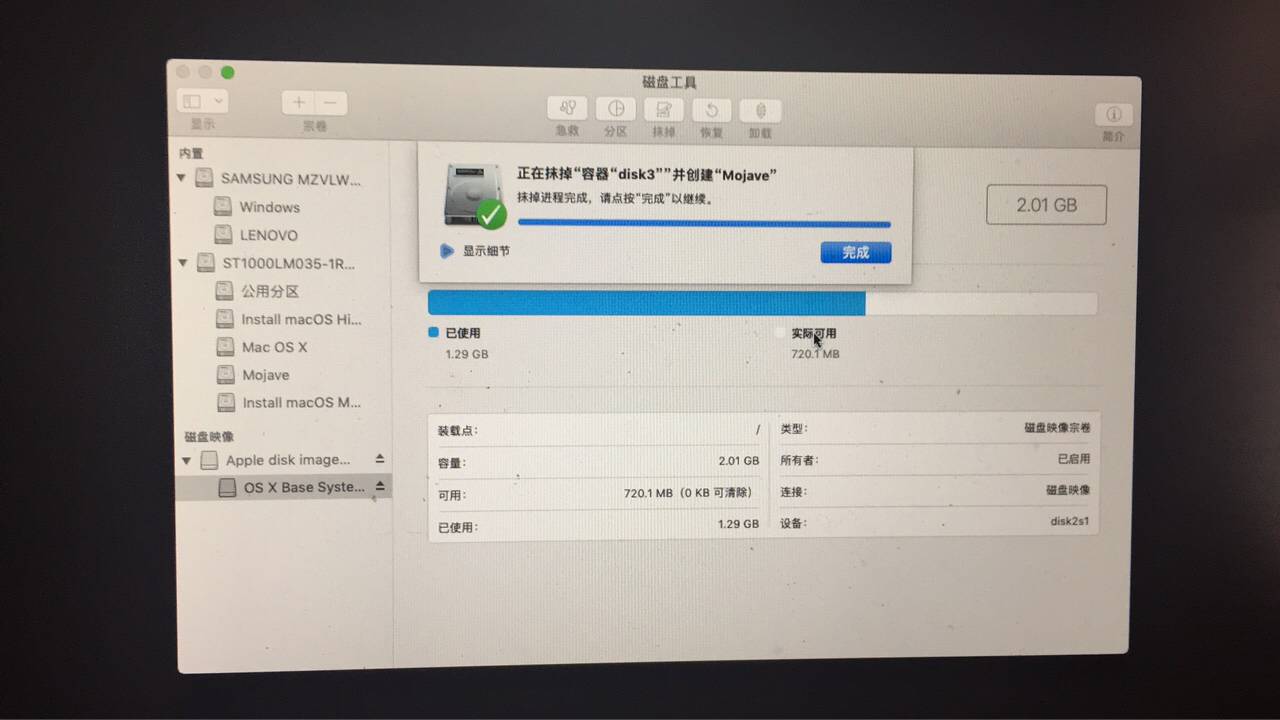 磁盘工具
显示
宗卷
急救
分区
抹掉
恢复
卸载
简介
内置
SAMSUNG MZVLW...
Windows
LENOVO
ST1000LM035-1R...
公用分区
Install macOS Hi...
Mac OS X
Mojave
Install macOS M...
磁盘映像
Apple disk image...
OS X Base Syste...
正在抹掉“容器“disk3””并创建“Mojave”
抹掉进程完成，请点按“完成”以继续。
显示细节
完成
2.01 GB
已使用
1.29 GB
实际可用
720.1 MB
装载点： /
容量： 2.01 GB
可用： 720.1 MB（0 KB 可清除）
已使用： 1.29 GB
类型： 磁盘映像宗卷
所有者： 已启用
连接： 磁盘映像
设备： disk2s1